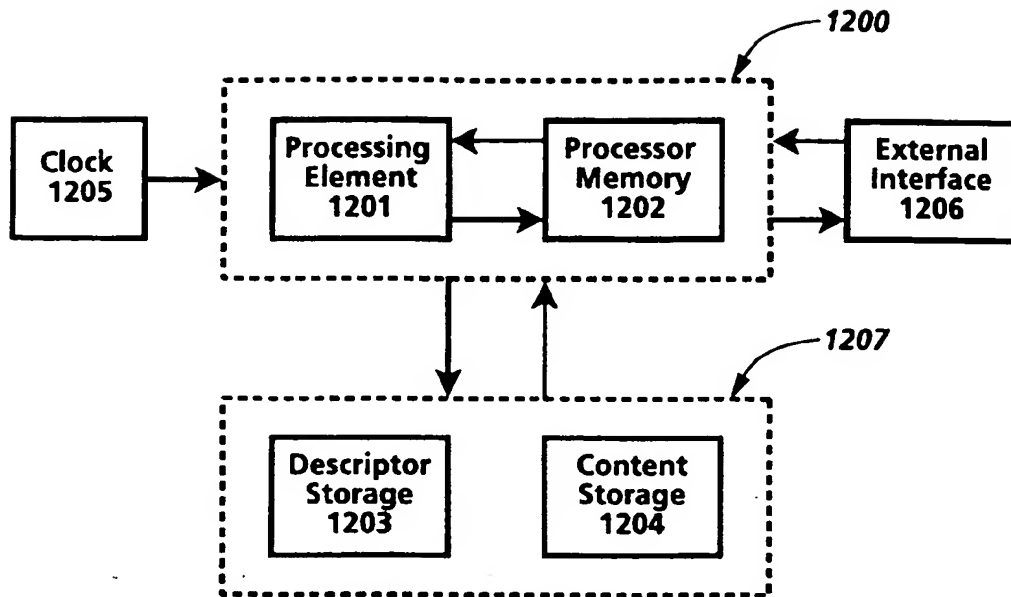 1200
Clock
1205
Processing
Element
1201
Processor
Memory
1202
External
Interface
1206
1207
Descriptor
Storage
1203
Content
Storage
1204